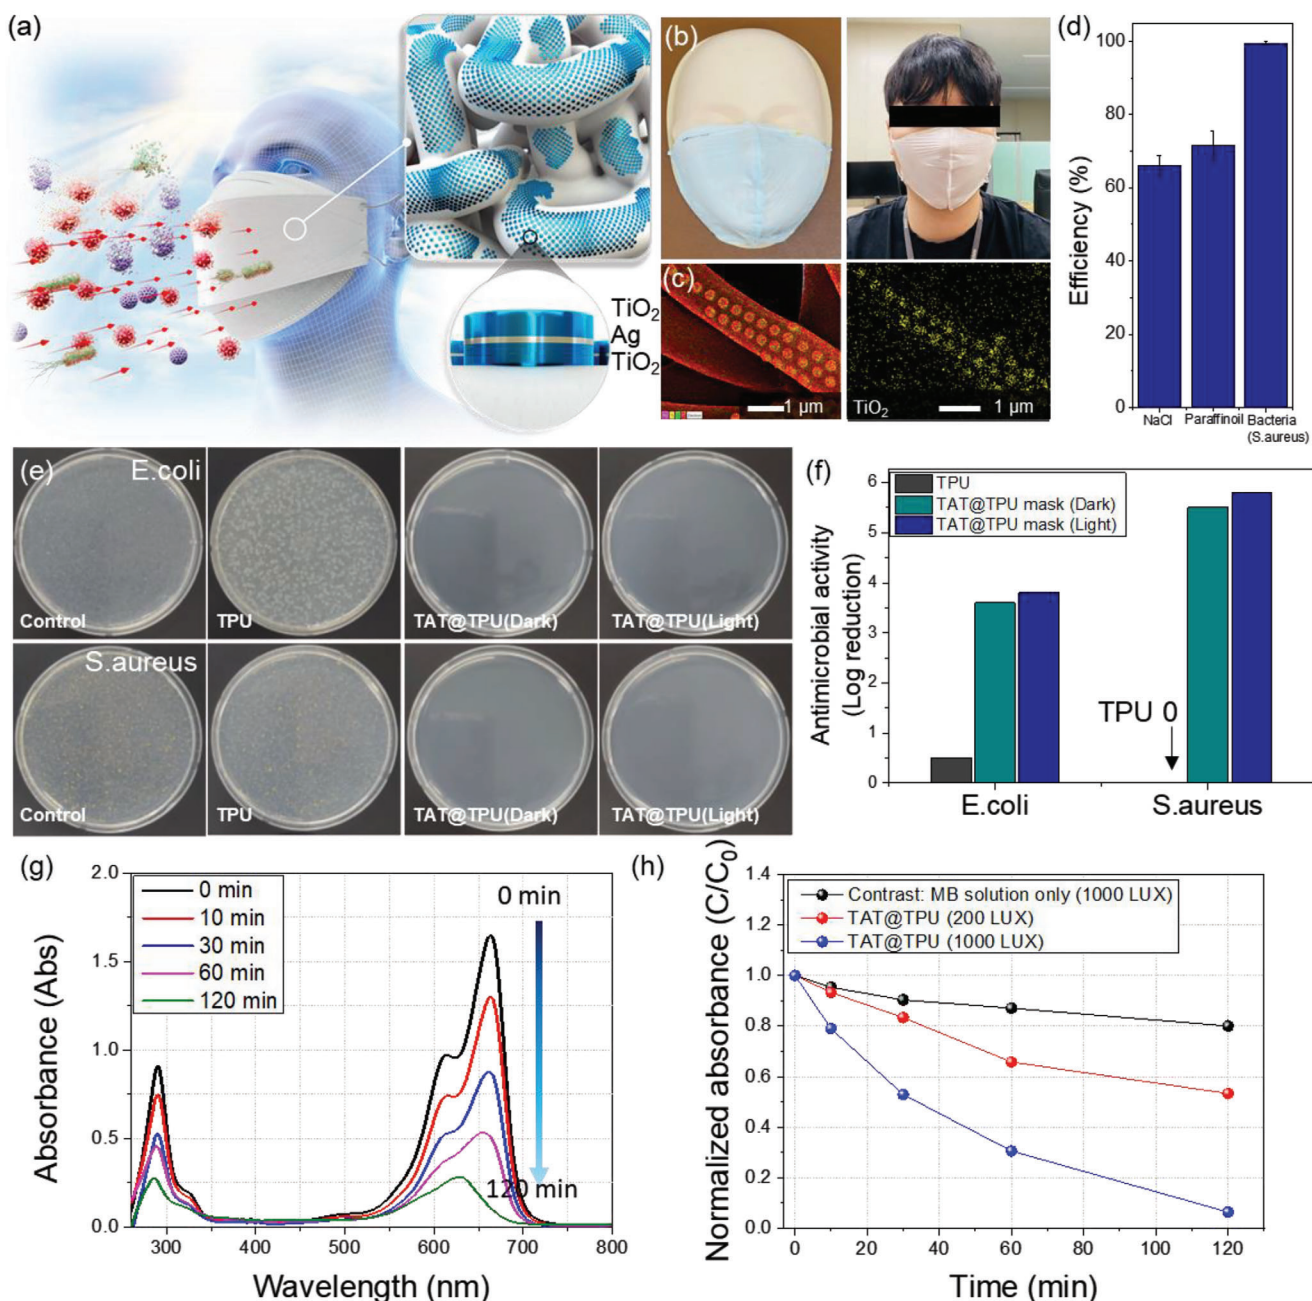 (a)
TiO2
Ag
TiO2
(b)
(c)
1 µm
TiO2
1 µm
(d)
Efficiency (%)
100
80
60
40
20
0
NaCl
Paraffinoil
Bacteria
(S.aureus)
(e)
E.coli
Control
TPU
TAT@TPU(Dark)
TAT@TPU(Light)
S.aureus
Control
TPU
TAT@TPU(Dark)
TAT@TPU(Light)
(f)
Antimicrobial activity
(Log reduction)
6
5
4
3
2
1
0
TPU
TAT@TPU mask (Dark)
TAT@TPU mask (Light)
TPU 0
E.coli
S.aureus
(g)
Absorbance (Abs)
2.0
1.5
1.0
0.5
0.0
0 min
10 min
30 min
60 min
120 min
0 min
120 min
300 400 500 600 700 800
Wavelength (nm)
(h)
Normalized absorbance (C/C0)
1.4
1.2
1.0
0.8
0.6
0.4
0.2
0.0
Contrast: MB solution only (1000 LUX)
TAT@TPU (200 LUX)
TAT@TPU (1000 LUX)
0 20 40 60 80 100 120
Time (min)